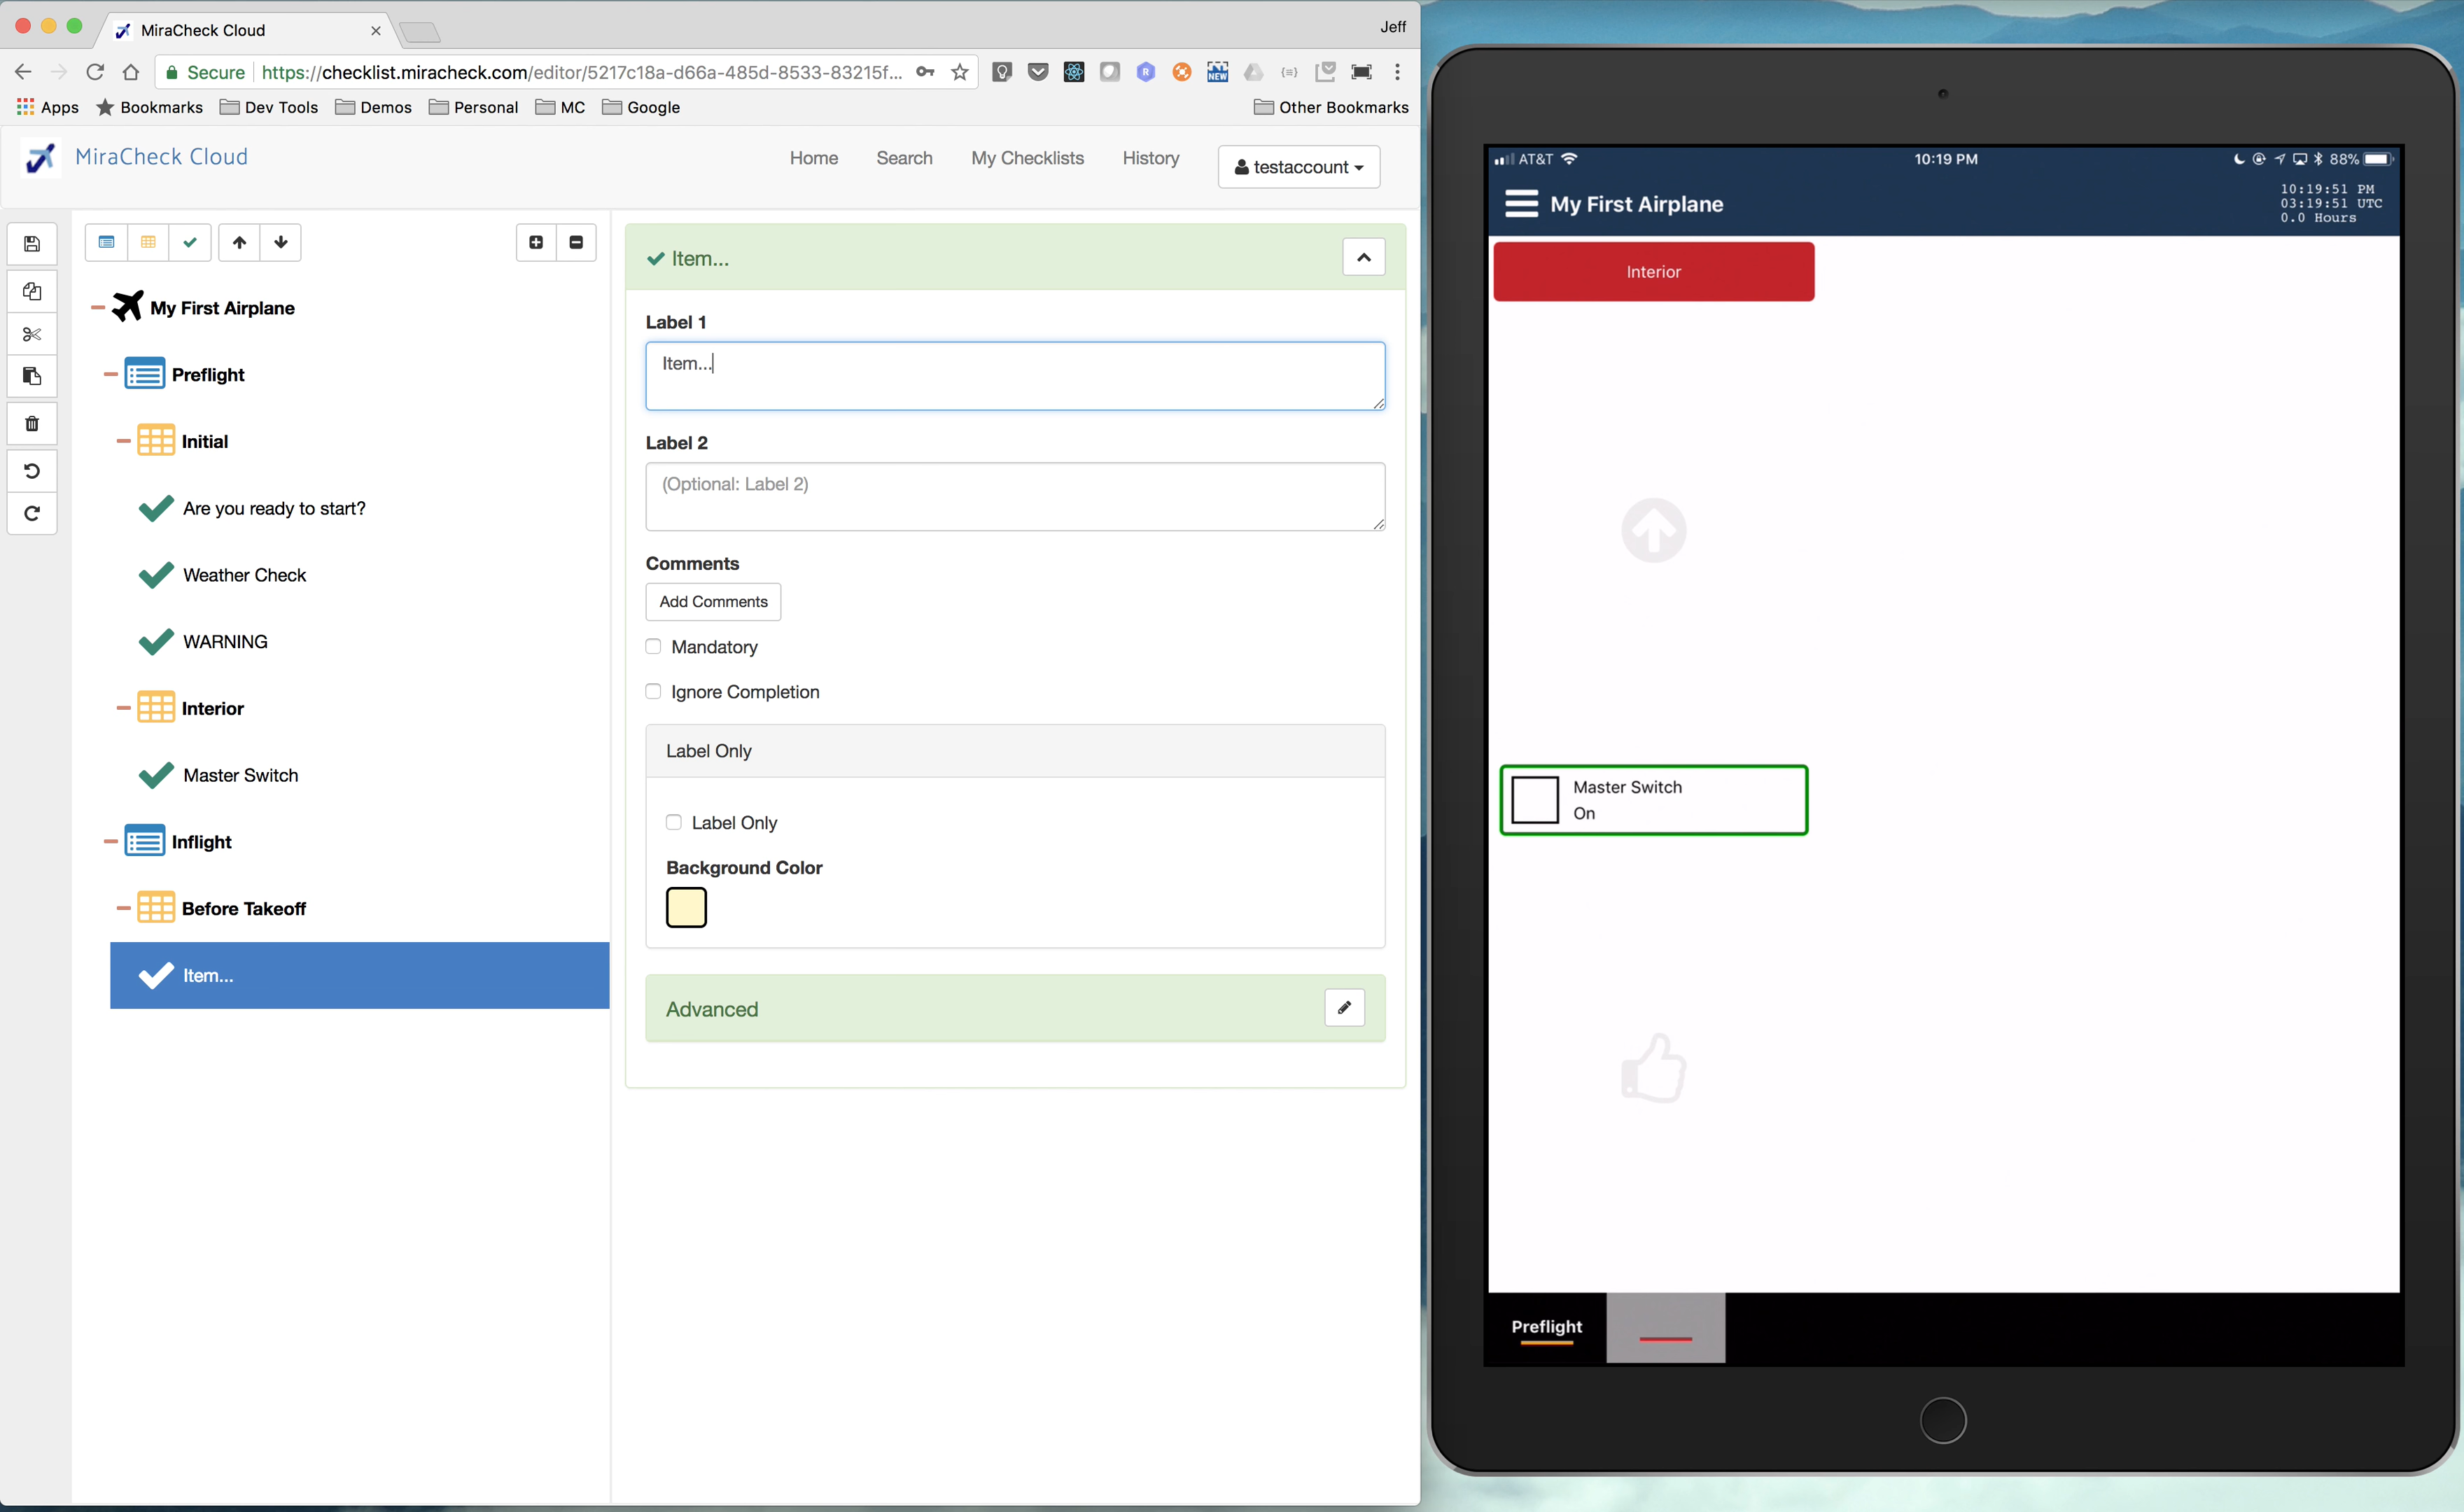 MiraCheck Cloud
Jeff
Secure https://checklist.miracheck.com/editor/5217c18a-d66a-485d-8533-83215f...
Apps Bookmarks Dev Tools Demos Personal MC Google Other Bookmarks
MiraCheck Cloud
Home Search My Checklists History testaccount
My First Airplane
Preflight
Initial
Are you ready to start?
Weather Check
WARNING
Interior
Master Switch
Inflight
Before Takeoff
Item...
Item...
Label 1
Item...
Label 2
(Optional: Label 2)
Comments
Add Comments
Mandatory
Ignore Completion
Label Only
Label Only
Background Color
Advanced
AT&T 10:19 PM 88%
My First Airplane
10:19:51 PM
03:19:51 UTC
0.0 Hours
Interior
Master Switch
On
Preflight
R
NEW